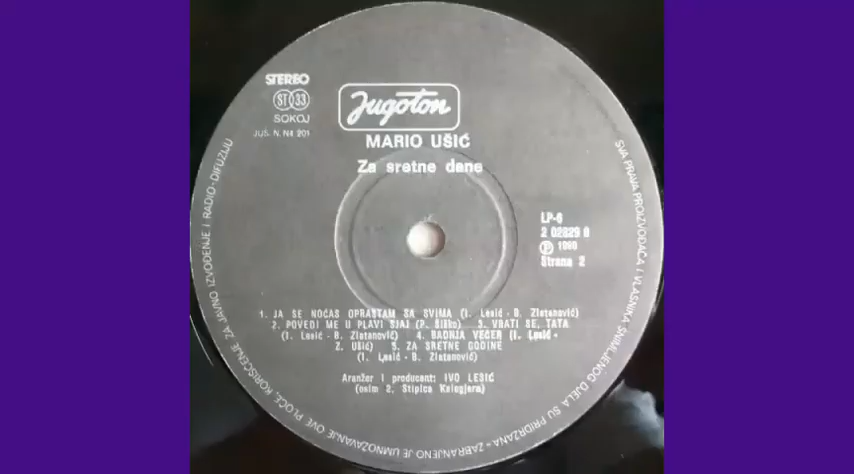 STEREO
ST 33
SOKOJ
JUS. N. N4 201
Jugoton
MARIO UŠIĆ
Za sretne dane
LP-6
2 02829 0
Ⓟ 1990
Strana 2
1. JA SE NOĆAS OPRAŠTAM SA SVIMA (I. Lesić - B. Zlatanović)
2. POVEDI ME U PLAVI SJAJ (P. Šiško) 3. VRATI SE, TATA
(I. Lesić - B. Zlatanović) 4. BADNJA VEČER (I. Lesić -
Z. Ušić) 5. ZA SRETNE GODINE
(I. Lesić - B. Zlatanović)
Aranžer i producent: IVO LESIĆ
(osim 2. Stipica
SVA PRAVA PROIZVOĐAČA I VLASNIKA SNIMLJENOG DJELA SU PRIDRŽANA - ZABRANJENO JE UMNOŽAVANJE OVE PLOČE, KORIŠĆENJE ZA JAVNO IZVOĐENJE I RADIO-DIFUZIJU